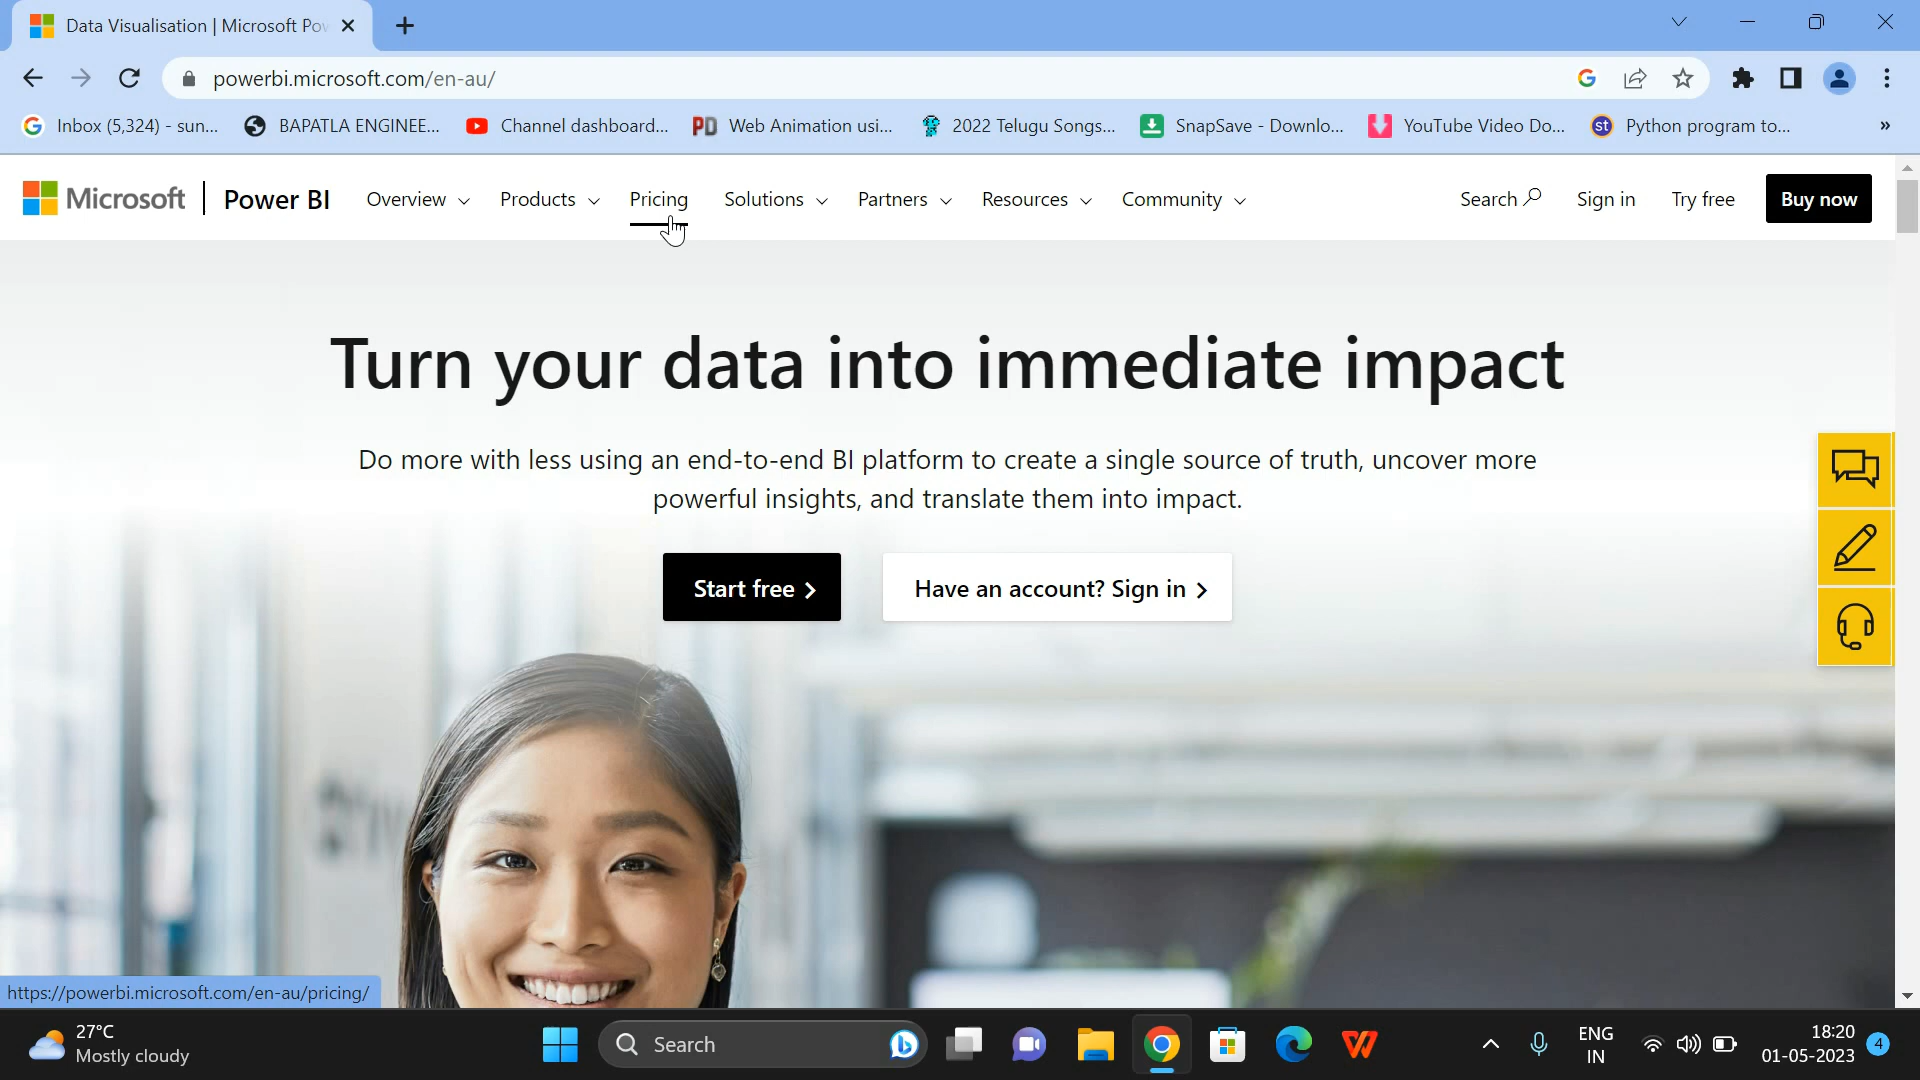 Data Visualisation | Microsoft Po
powerbi.microsoft.com/en-au/
Inbox (5,324) - sun... BAPATLA ENGINEE... Channel dashboard... PD Web Animation usi... 2022 Telugu Songs... SnapSave - Downlo... YouTube Video Do... st Python program to... »
Microsoft Power BI Overview Products Pricing Solutions Partners Resources Community Search Sign in Try free Buy now
Turn your data into immediate impact
Do more with less using an end-to-end BI platform to create a single source of truth, uncover more
powerful insights, and translate them into impact.
Start free Have an account? Sign in
https://powerbi.microsoft.com/en-au/pricing/
27°C
Mostly cloudy
Search
ENG
IN
18:20
01-05-2023
4